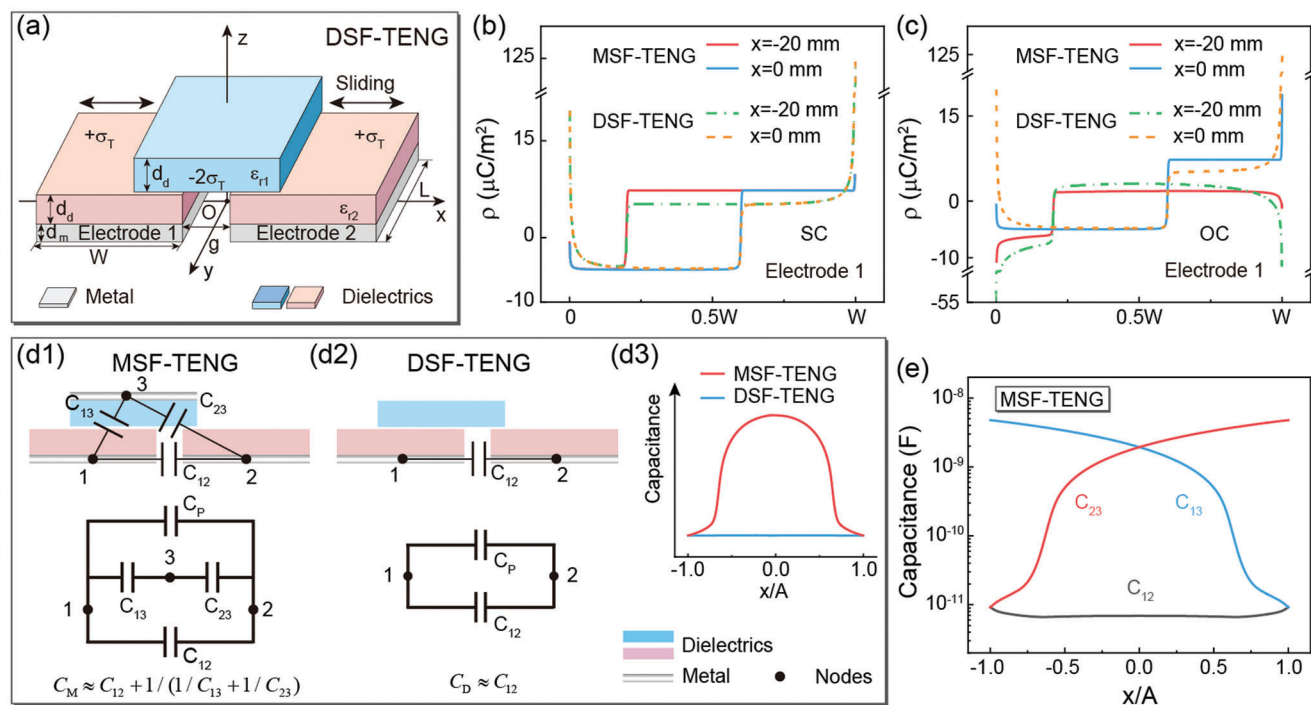 (a)
DSF-TENG
z
Sliding
+σT
+σT
dd
-2σT
εr1
dd
O
εr2
L
x
dm
Electrode 1
g
Electrode 2
W
y
Metal
Dielectrics
(b)
125
MSF-TENG
x=-20 mm
x=0 mm
DSF-TENG
x=-20 mm
x=0 mm
15
ρ (μC/m²)
0
SC
Electrode 1
-10
0
0.5W
W
(c)
125
MSF-TENG
x=-20 mm
x=0 mm
DSF-TENG
x=-20 mm
x=0 mm
15
ρ (μC/m²)
0
OC
-10
Electrode 1
-55
0
0.5W
W
(d1)
MSF-TENG
3
C13
C23
C12
1
2
CP
3
C13
C23
1
2
C12
CM ≈ C12 + 1/(1/C13 + 1/C23)
(d2)
DSF-TENG
C12
1
2
CP
1
2
C12
CD ≈ C12
(d3)
MSF-TENG
DSF-TENG
Capacitance
-1.0
0.0
1.0
x/A
Dielectrics
Metal
Nodes
(e)
10⁻⁸
MSF-TENG
10⁻⁹
Capacitance (F)
C23
C13
10⁻¹⁰
C12
10⁻¹¹
-1.0
-0.5
0.0
0.5
1.0
x/A